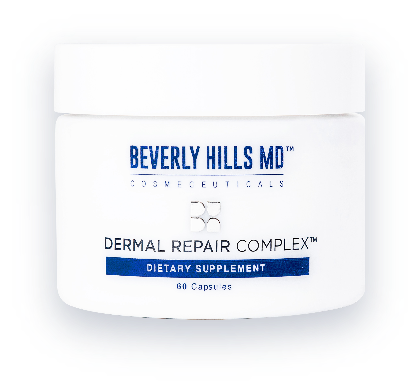 BEVERLY HILLS MD™
COSMECEUTICALS
DERMAL REPAIR COMPLEX™
DIETARY SUPPLEMENT
60 Capsules